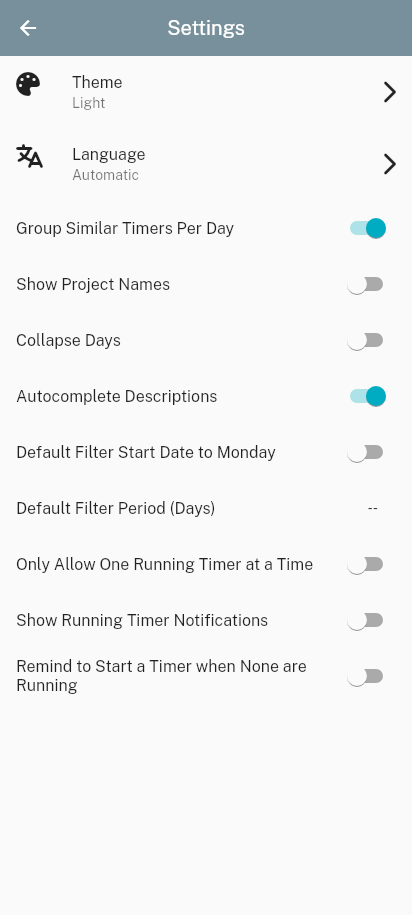 Settings
Theme
Light
Language
Automatic
Group Similar Timers Per Day
Show Project Names
Collapse Days
Autocomplete Descriptions
Default Filter Start Date to Monday
Default Filter Period (Days)
--
Only Allow One Running Timer at a Time
Show Running Timer Notifications
Remind to Start a Timer when None are
Running